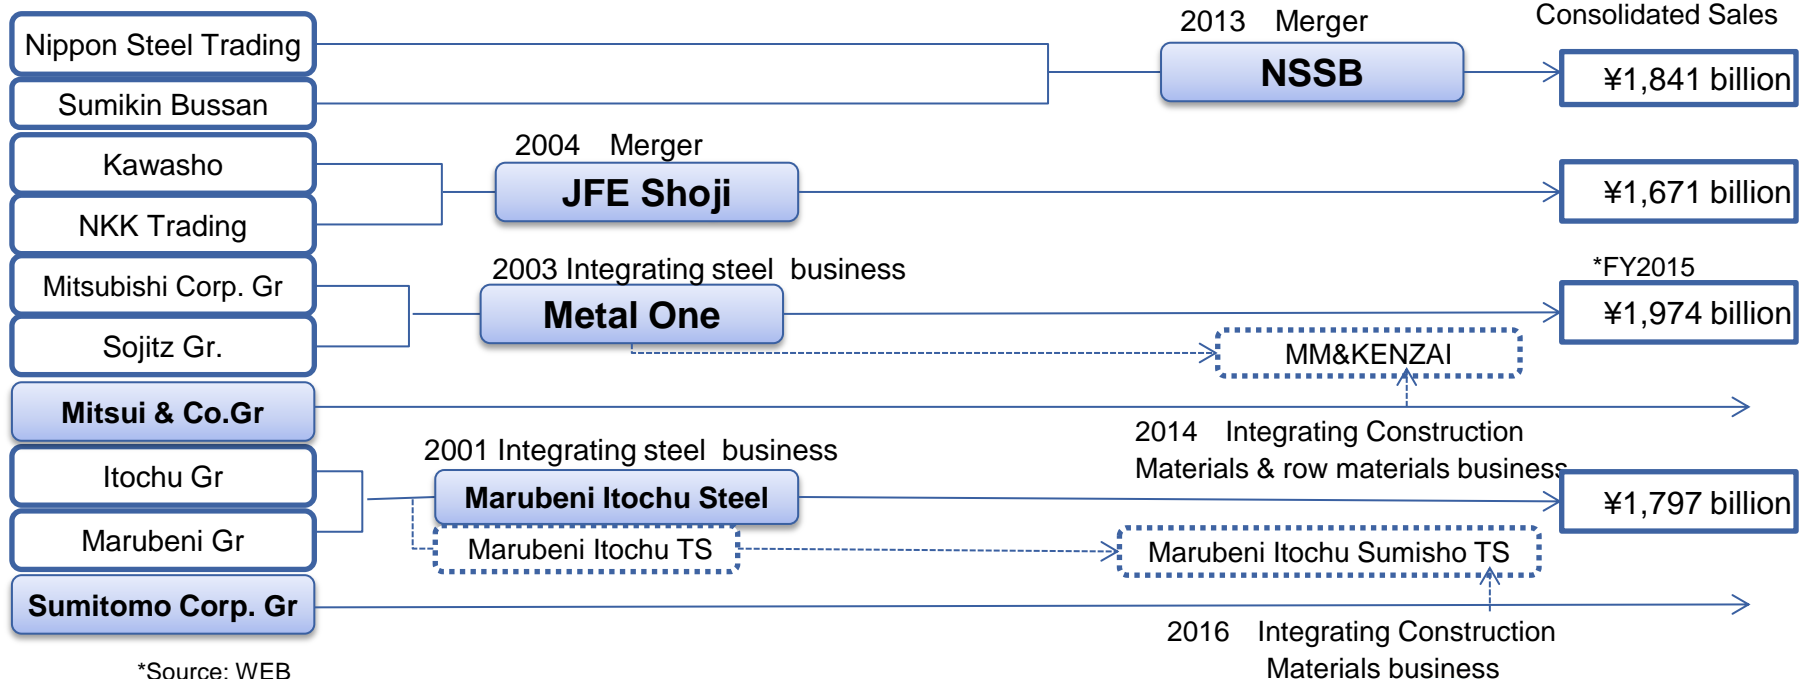 2013 Merger
Consolidated Sales
Nippon Steel Trading
NSSB
¥1,841 billion
Sumikin Bussan
2004 Merger
Kawasho
JFE Shoji
¥1,671 billion
NKK Trading
2003 Integrating steel business
*FY2015
Mitsubishi Corp. Gr
Metal One
¥1,974 billion
Sojitz Gr.
MM&KENZAI
Mitsui & Co.Gr
2014 Integrating Construction
Materials & row materials business
2001 Integrating steel business
Itochu Gr
Marubeni Itochu Steel
¥1,797 billion
Marubeni Gr
Marubeni Itochu TS
Marubeni Itochu Sumisho TS
Sumitomo Corp. Gr
2016 Integrating Construction
Materials business
*Source: WEB